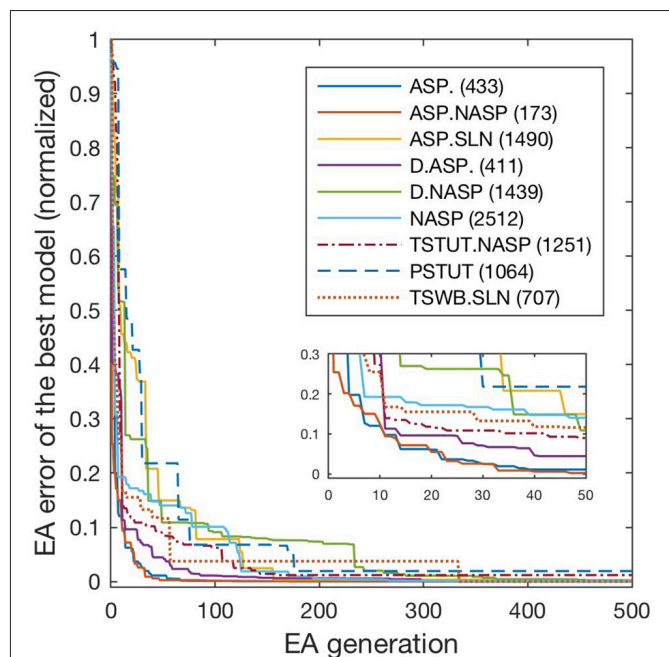 EA error of the best model (normalized)
1
0.9
0.8
0.7
0.6
0.5
0.4
0.3
0.2
0.1
0
ASP. (433)
ASP.NASP (173)
ASP.SLN (1490)
D.ASP. (411)
D.NASP (1439)
NASP (2512)
TSTUT.NASP (1251)
PSTUT (1064)
TSWB.SLN (707)
0.3
0.2
0.1
0
0 10 20 30 40 50
0 100 200 300 400 500
EA generation